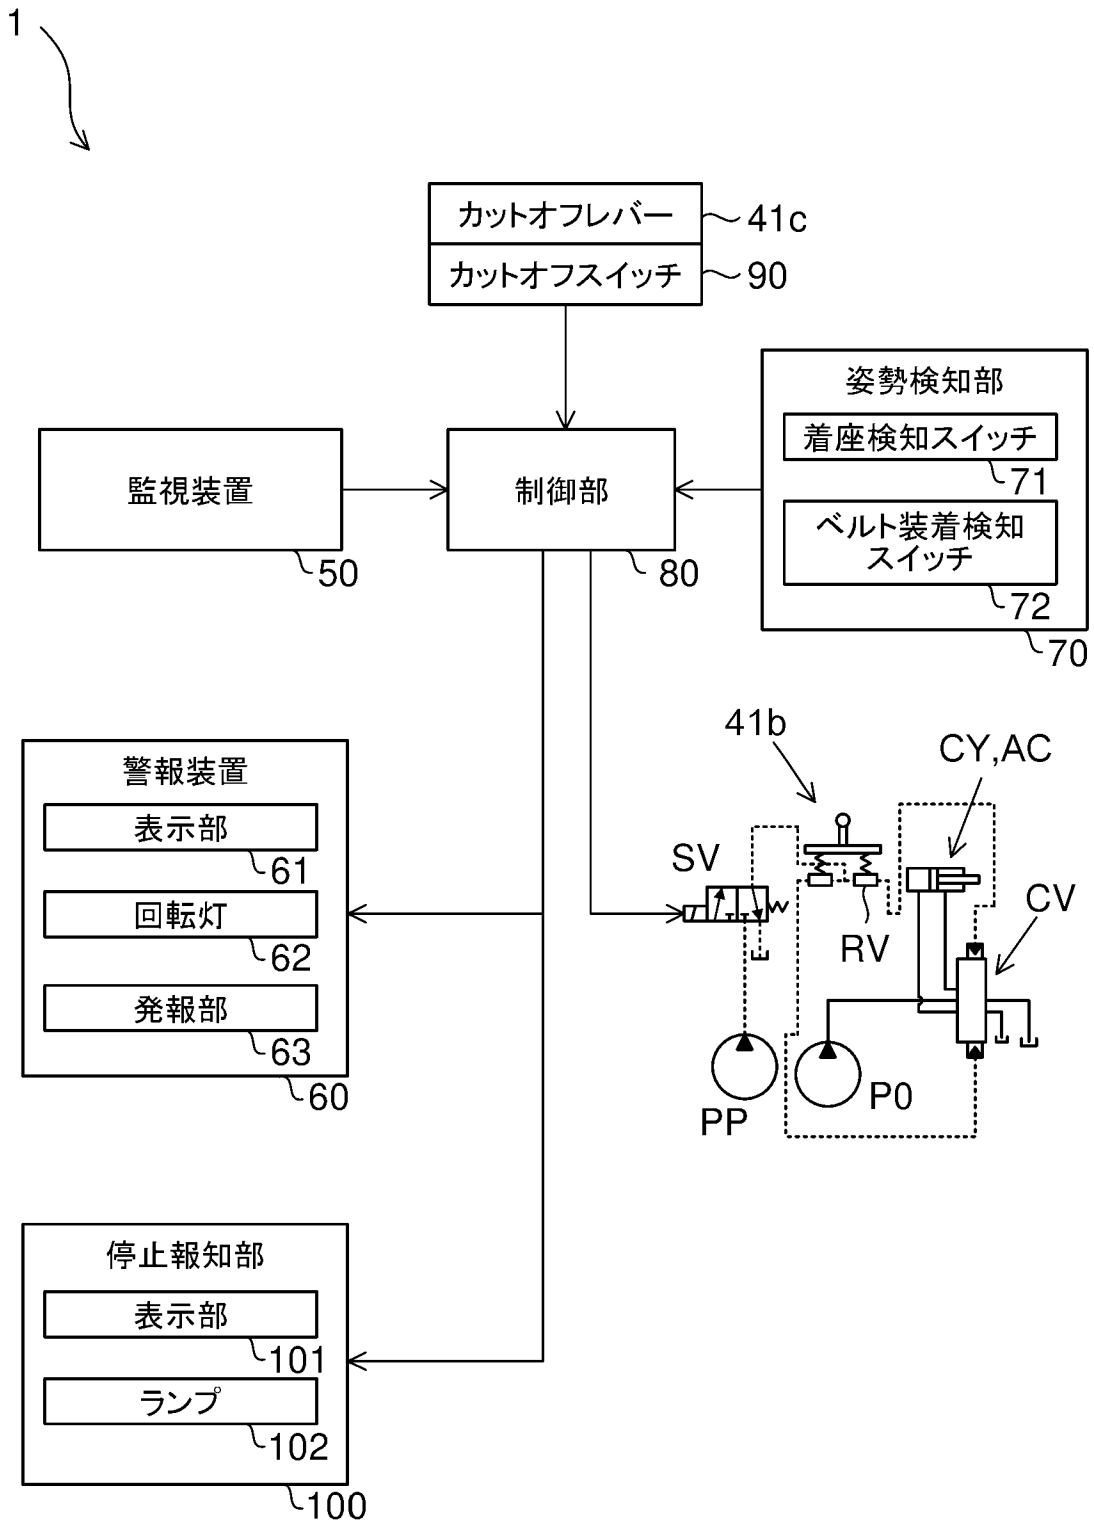 1
カットオフレバー
41c
カットオフスイッチ
90
姿勢検知部
着座検知スイッチ
71
ベルト装着検知
スイッチ
72
70
監視装置
50
制御部
80
41b
CY,AC
SV
RV
CV
PP
P0
警報装置
表示部
61
回転灯
62
発報部
63
60
停止報知部
表示部
101
ランプ
102
100